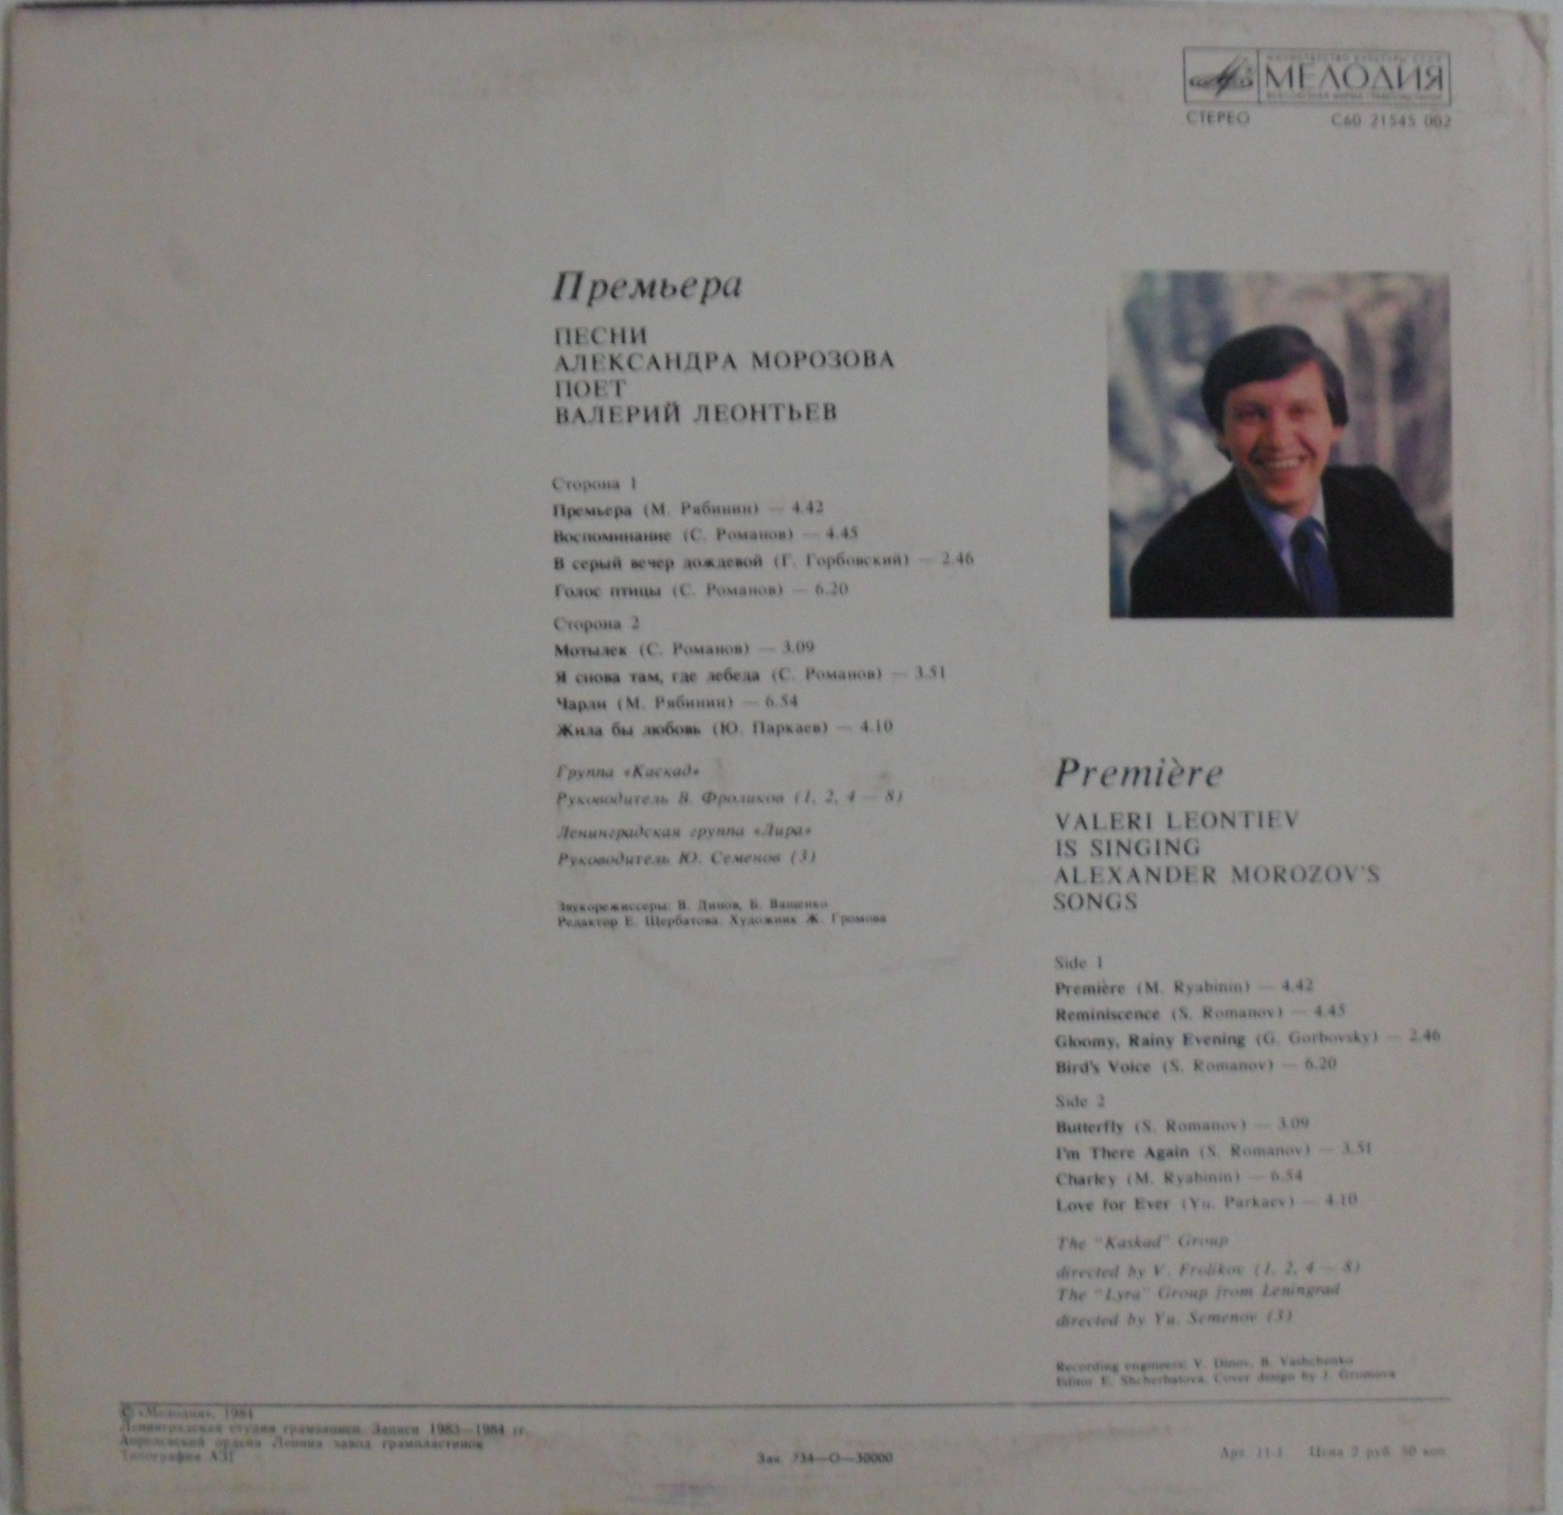 МИНИСТЕРСТВО КУЛЬТУРЫ СССР
МЕЛОДИЯ
СТЕРЕО С60 21545 002
Премьера
ПЕСНИ
АЛЕКСАНДРА МОРОЗОВА
ПОЕТ
ВАЛЕРИЙ ЛЕОНТЬЕВ
Сторона 1
Премьера (М. Рябинин) — 4.42
Воспоминание (С. Романов) — 4.45
В серый вечер дождевой (Г. Горбовский) — 2.46
Голос птицы (С. Романов) — 6.20
Сторона 2
Мотылек (С. Романов) — 3.09
Я снова там, где лебеда (С. Романов) — 3.51
Чарли (М. Рябинин) — 6.54
Жила бы любовь (Ю. Паркаев) — 4.10
Группа «Каскад»
Руководитель В. Фроликов (1, 2, 4 — 8)
Ленинградская группа «Лира»
Руководитель Ю. Семенов (3)
Звукорежиссеры: В. Динов, Б. Ващенко
Редактор Е. Щербатова. Художник Ж. Громова
Première
VALERI LEONTIEV
IS SINGING
ALEXANDER MOROZOV'S
SONGS
Side 1
Première (M. Ryabinin) — 4.42
Reminiscence (S. Romanov) — 4.45
Gloomy, Rainy Evening (G. Gorbovsky) — 2.46
Bird's Voice (S. Romanov) — 6.20
Side 2
Butterfly (S. Romanov) — 3.09
I'm There Again (S. Romanov) — 3.51
Charley (M. Ryabinin) — 6.54
Love for Ever (Yu. Parkaev) — 4.10
The "Kaskad" Group
directed by V. Frolikov (1, 2, 4 — 8)
The "Lyra" Group from Leningrad
directed by Yu. Semenov (3)
Recording engineers: V. Dinov, B. Vashchenko
Editor E. Shcherbatova. Cover design by J. Gromova
© «Мелодия», 1984
Ленинградская студия грамзаписи. Записи 1983—1984 гг.
Апрелевский ордена Ленина завод грампластинок
Типография АЗГ
Зак. 734—О—30000
Арт. 11-1 Цена 2 руб. 50 коп.